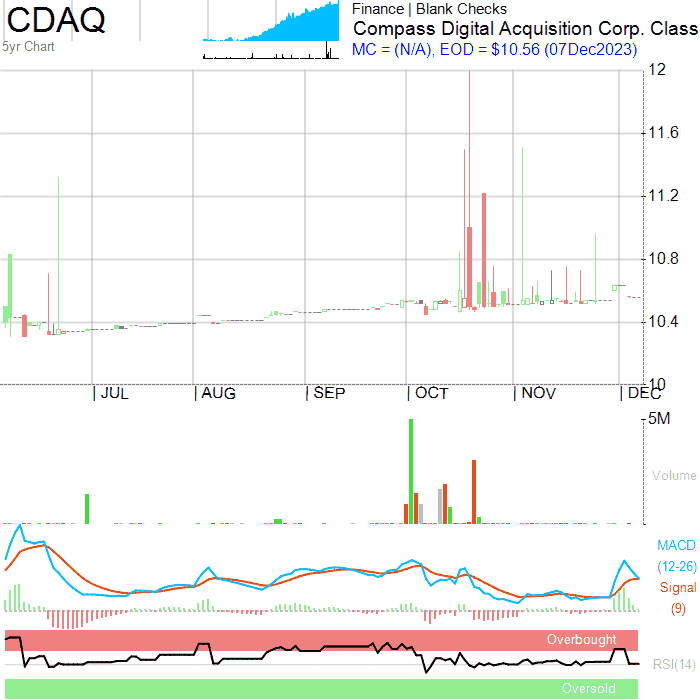 CDAQ
5yr Chart
Finance | Blank Checks
Compass Digital Acquisition Corp. Class
MC = (N/A), EOD = $10.56 (07Dec2023)
12
11.6
11.2
10.8
10.4
10
JUL
AUG
SEP
OCT
NOV
DEC
5M
Volume
MACD
(12-26)
Signal
(9)
Overbought
RSI(14)
Oversold